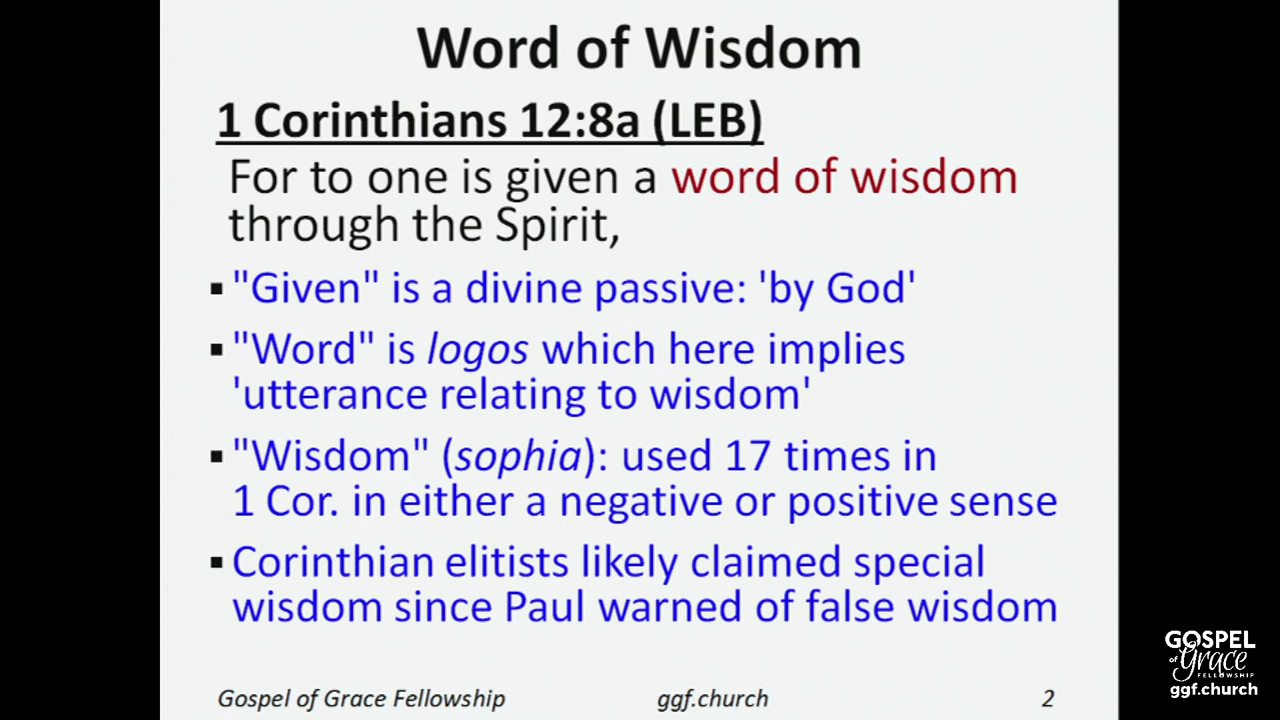 Word of Wisdom
1 Corinthians 12:8a (LEB)
For to one is given a word of wisdom
through the Spirit,
▪ "Given" is a divine passive: 'by God'
▪ "Word" is logos which here implies
'utterance relating to wisdom'
▪ "Wisdom" (sophia): used 17 times in
1 Cor. in either a negative or positive sense
▪ Corinthian elitists likely claimed special
wisdom since Paul warned of false wisdom
Gospel of Grace Fellowship ggf.church 2
GOSPEL
of Grace
FELLOWSHIP
ggf.church